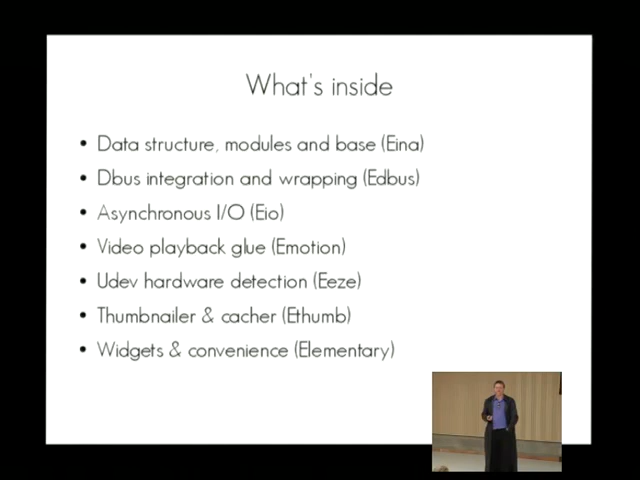 What's inside
• Data structure, modules and base (Eina)
• Dbus integration and wrapping (Edbus)
• Asynchronous I/O (Eio)
• Video playback glue (Emotion)
• Udev hardware detection (Eeze)
• Thumbnailer & cacher (Ethumb)
• Widgets & convenience (Elementary)